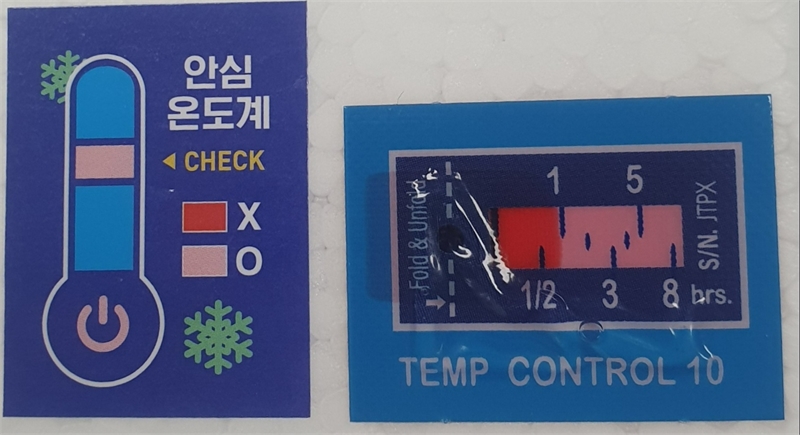 안심
온도계
CHECK
X
O
1 5
Fold & Unfold
S/N. JTPX
1/2 3 8 hrs.
TEMP CONTROL 10